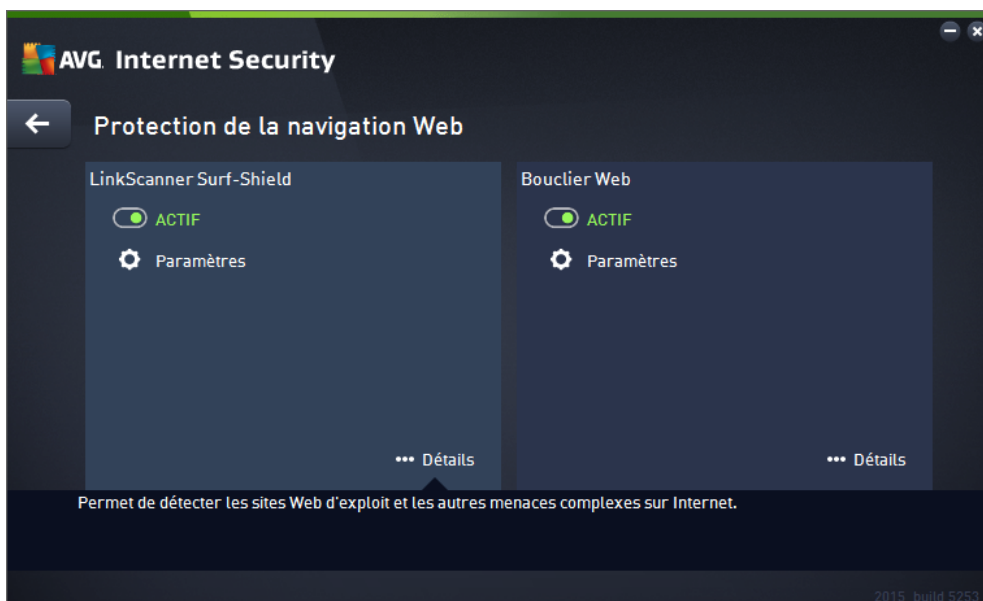 AVG. Internet Security
Protection de la navigation Web
LinkScanner Surf-Shield
ACTIF
Paramètres
Détails
Bouclier Web
ACTIF
Paramètres
Détails
Permet de détecter les sites Web d'exploit et les autres menaces complexes sur Internet.
2015 build 5253